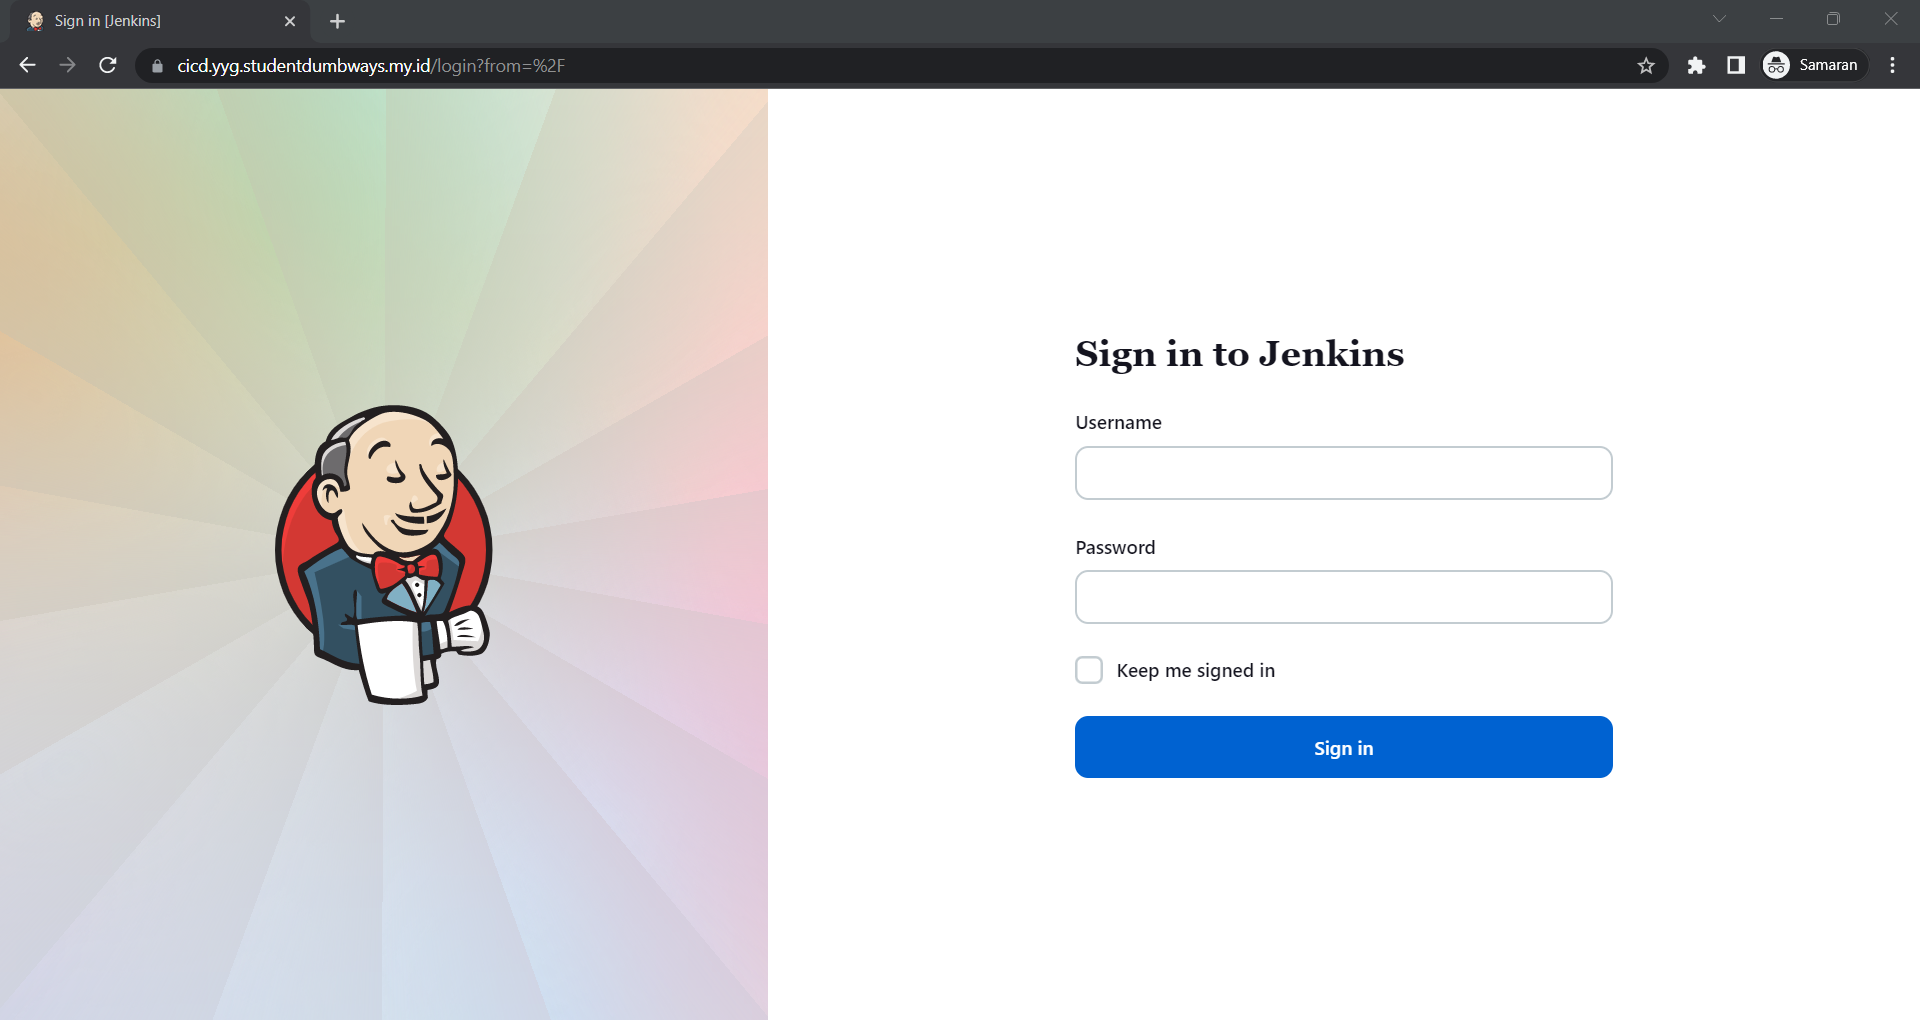 Sign in [Jenkins]
cicd.yyg.studentdumbways.my.id/login?from=%2F
Samaran
Sign in to Jenkins
Username
Password
Keep me signed in
Sign in